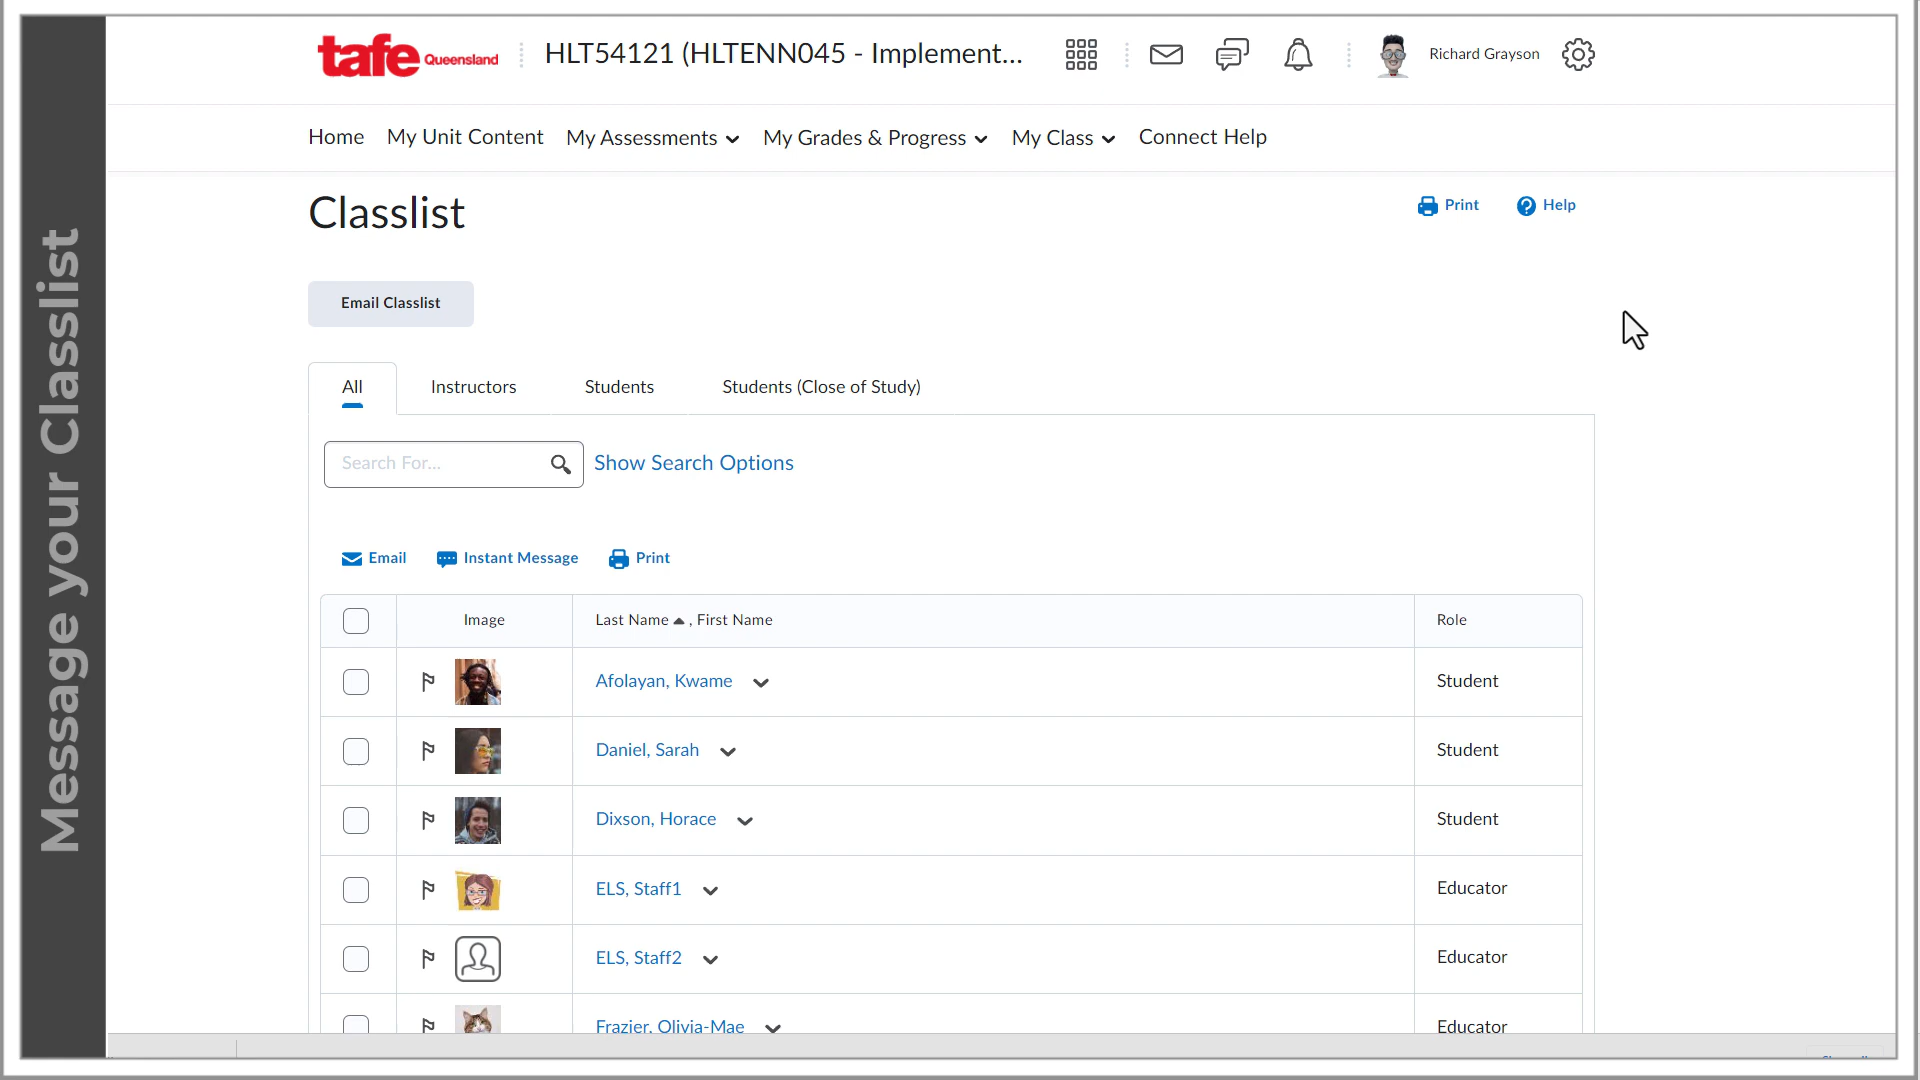 Message your Classlist
tafe Queensland
HLT54121 (HLTENN045 - Implement...
Richard Grayson
Home
My Unit Content
My Assessments
My Grades & Progress
My Class
Connect Help
Classlist
Print
Help
Email Classlist
All
Instructors
Students
Students (Close of Study)
Search For...
Show Search Options
Email
Instant Message
Print
Image
Last Name , First Name
Role
Afolayan, Kwame
Student
Daniel, Sarah
Student
Dixson, Horace
Student
ELS, Staff1
Educator
ELS, Staff2
Educator
Frazier, Olivia-Mae
Educator